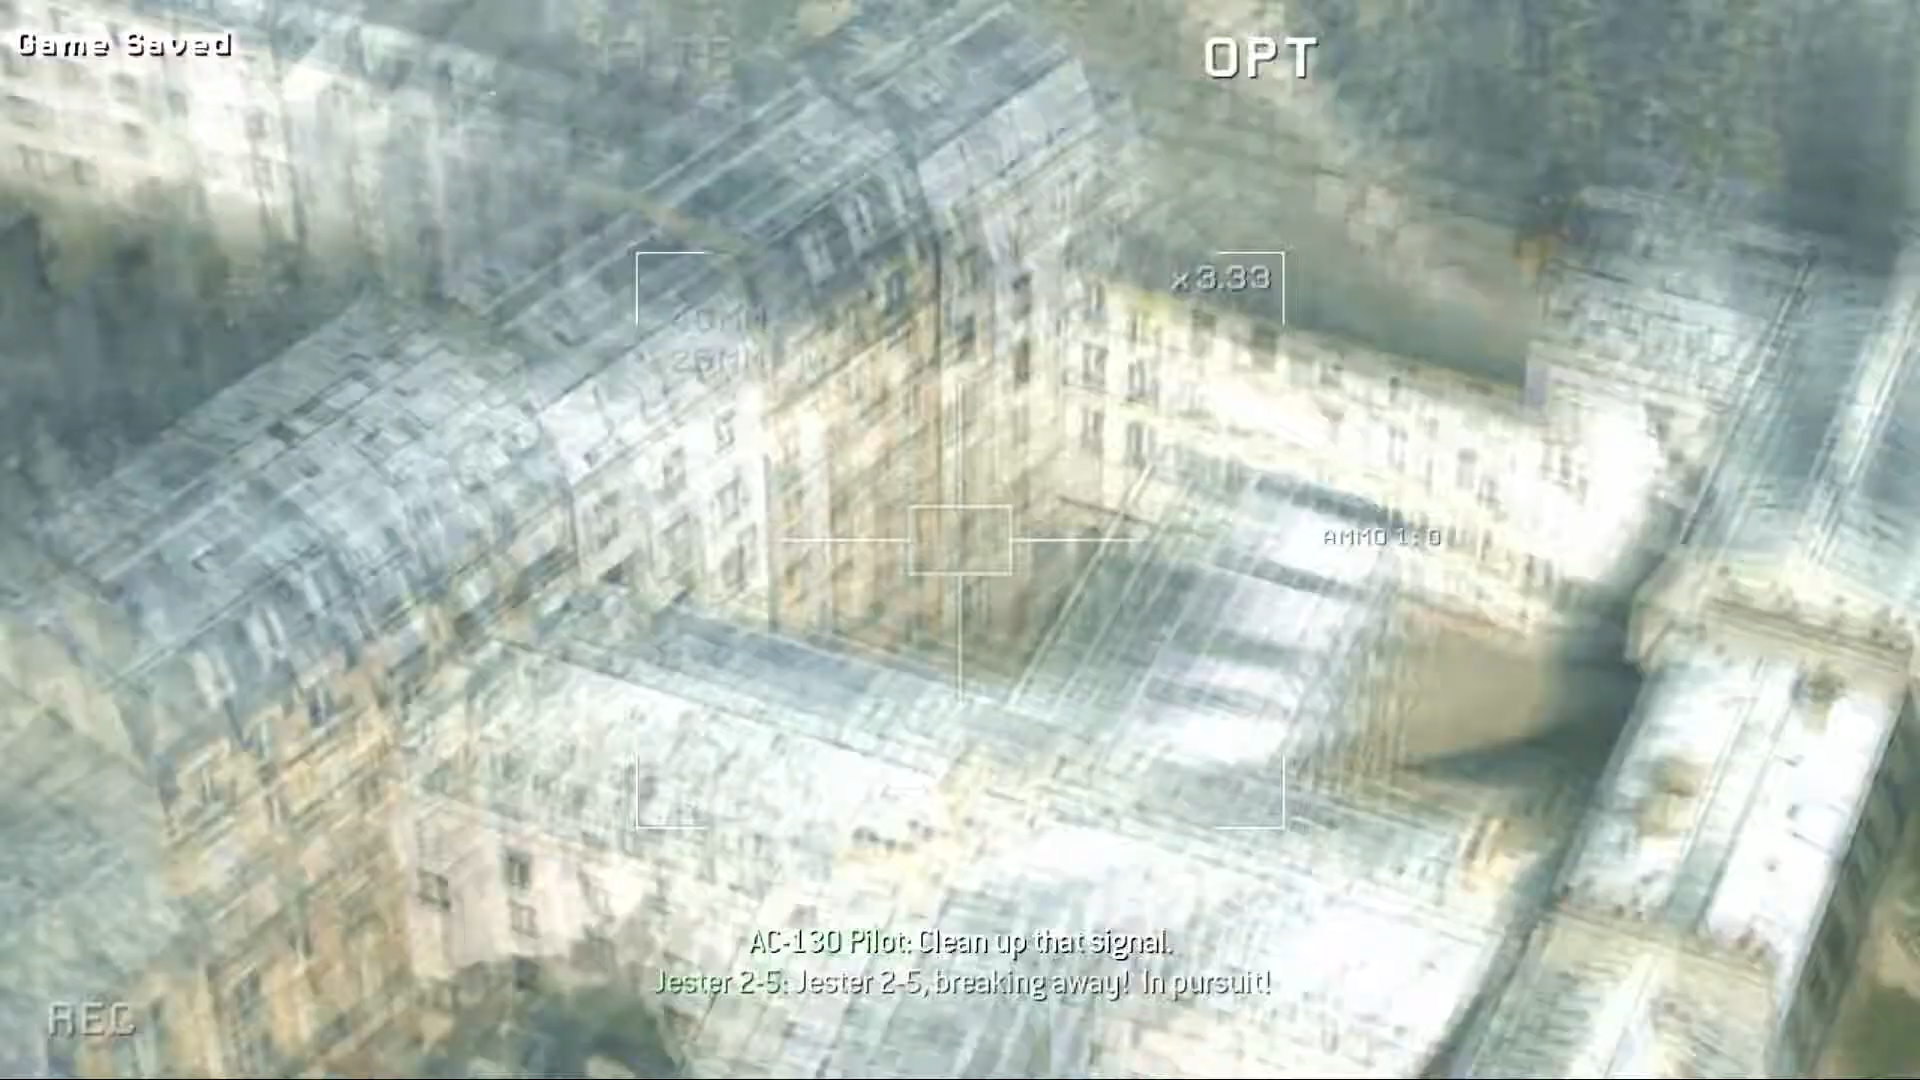 Game Saved
OPT
x3.33
25MM
AMMO 1: 0
AC-130 Pilot: Clean up that signal.
Jester 2-5: Jester 2-5, breaking away! In pursuit!
REC